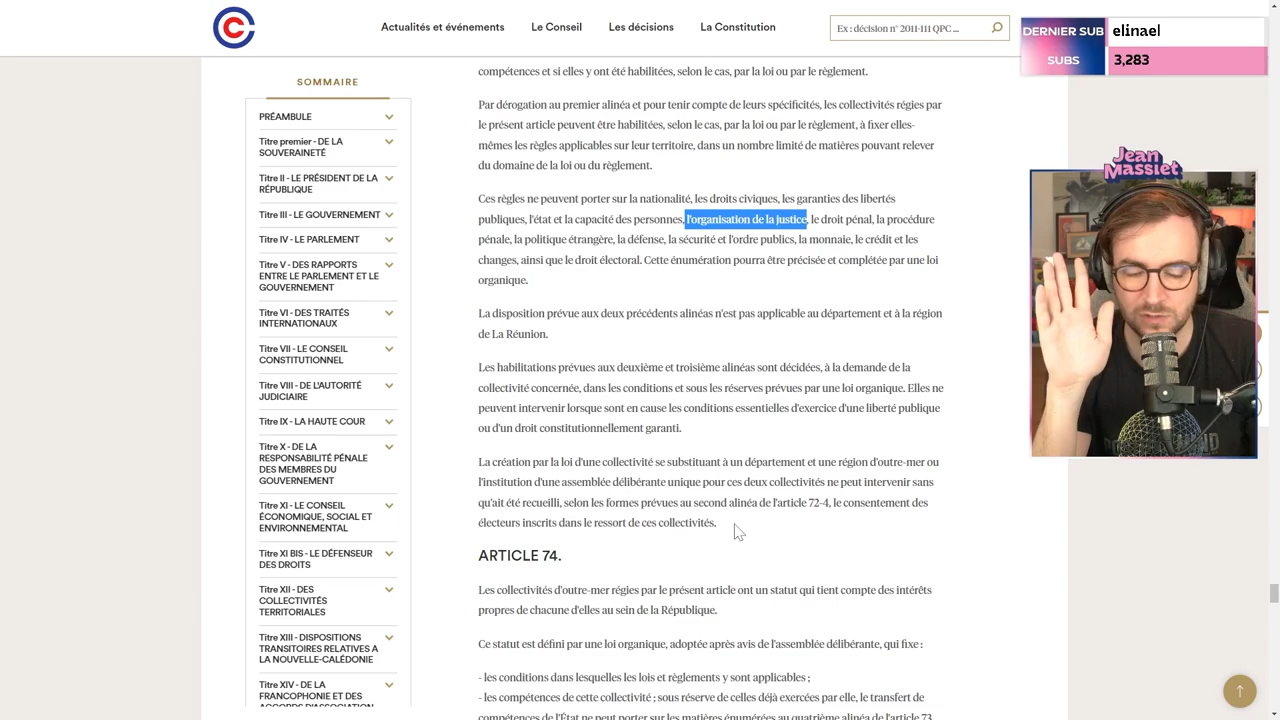 Actualités et événements
Le Conseil
Les décisions
La Constitution
Ex : décision n° 2011-111 QPC ...
DERNIER SUB
elinael
SUBS
3,283
Jean
Massiet
SOMMAIRE
PRÉAMBULE
Titre premier - DE LA
SOUVERAINETÉ
Titre II - LE PRÉSIDENT DE LA
RÉPUBLIQUE
Titre III - LE GOUVERNEMENT
Titre IV - LE PARLEMENT
Titre V - DES RAPPORTS
ENTRE LE PARLEMENT ET LE
GOUVERNEMENT
Titre VI - DES TRAITÉS
INTERNATIONAUX
Titre VII - LE CONSEIL
CONSTITUTIONNEL
Titre VIII - DE L'AUTORITÉ
JUDICIAIRE
Titre IX - LA HAUTE COUR
Titre X - DE LA
RESPONSABILITÉ PÉNALE
DES MEMBRES DU
GOUVERNEMENT
Titre XI - LE CONSEIL
ÉCONOMIQUE, SOCIAL ET
ENVIRONNEMENTAL
Titre XI BIS - LE DÉFENSEUR
DES DROITS
Titre XII - DES
COLLECTIVITÉS
TERRITORIALES
Titre XIII - DISPOSITIONS
TRANSITOIRES RELATIVES A
LA NOUVELLE-CALÉDONIE
Titre XIV - DE LA
FRANCOPHONIE ET DES
ACCORDS D'ASSOCIATION
compétences et si elles y ont été habilitées, selon le cas, par la loi ou par le règlement.
Par dérogation au premier alinéa et pour tenir compte de leurs spécificités, les collectivités régies par
le présent article peuvent être habilitées, selon le cas, par la loi ou par le règlement, à fixer elles-
mêmes les règles applicables sur leur territoire, dans un nombre limité de matières pouvant relever
du domaine de la loi ou du règlement.
Ces règles ne peuvent porter sur la nationalité, les droits civiques, les garanties des libertés
publiques, l'état et la capacité des personnes, l'organisation de la justice, le droit pénal, la procédure
pénale, la politique étrangère, la défense, la sécurité et l'ordre publics, la monnaie, le crédit et les
changes, ainsi que le droit électoral. Cette énumération pourra être précisée et complétée par une loi
organique.
La disposition prévue aux deux précédents alinéas n'est pas applicable au département et à la région
de La Réunion.
Les habilitations prévues aux deuxième et troisième alinéas sont décidées, à la demande de la
collectivité concernée, dans les conditions et sous les réserves prévues par une loi organique. Elles ne
peuvent intervenir lorsque sont en cause les conditions essentielles d'exercice d'une liberté publique
ou d'un droit constitutionnellement garanti.
La création par la loi d'une collectivité se substituant à un département et une région d'outre-mer ou
l'institution d'une assemblée délibérante unique pour ces deux collectivités ne peut intervenir sans
qu'ait été recueilli, selon les formes prévues au second alinéa de l'article 72-4, le consentement des
électeurs inscrits dans le ressort de ces collectivités.
ARTICLE 74.
Les collectivités d'outre-mer régies par le présent article ont un statut qui tient compte des intérêts
propres de chacune d'elles au sein de la République.
Ce statut est défini par une loi organique, adoptée après avis de l'assemblée délibérante, qui fixe :
- les conditions dans lesquelles les lois et règlements y sont applicables ;
- les compétences de cette collectivité ; sous réserve de celles déjà exercées par elle, le transfert de
compétences de l'État ne peut porter sur les matières énumérées au quatrième alinéa de l'article 73,